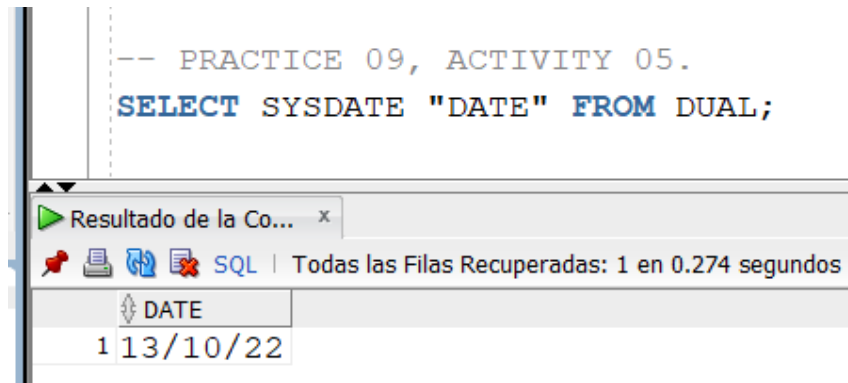 -- PRACTICE 09, ACTIVITY 05.
SELECT SYSDATE "DATE" FROM DUAL;
Resultado de la Co... x
SQL | Todas las Filas Recuperadas: 1 en 0.274 segundos
DATE
1 13/10/22